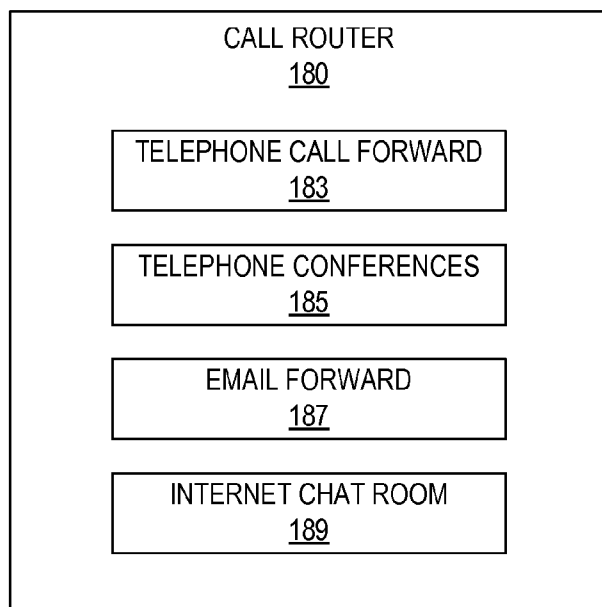 CALL ROUTER
180
TELEPHONE CALL FORWARD
183
TELEPHONE CONFERENCES
185
EMAIL FORWARD
187
INTERNET CHAT ROOM
189